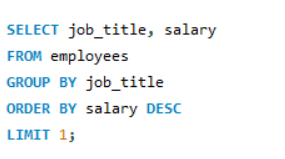 SELECT job_title, salary
FROM employees
GROUP BY job_title
ORDER BY salary DESC
LIMIT 1;